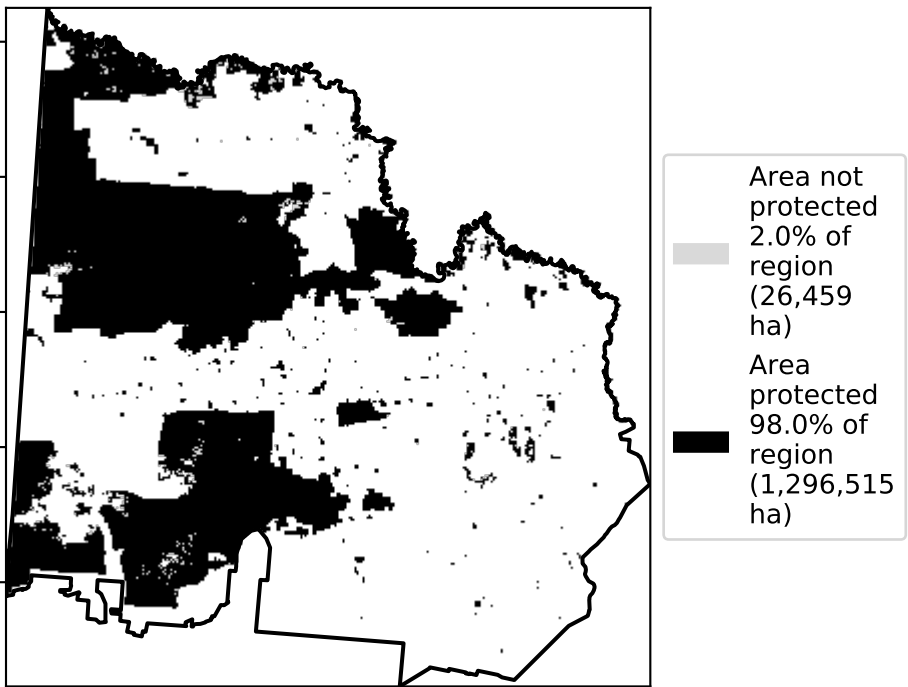 Area not
protected
2.0% of
region
(26,459
ha)
Area
protected
98.0% of
region
(1,296,515
ha)